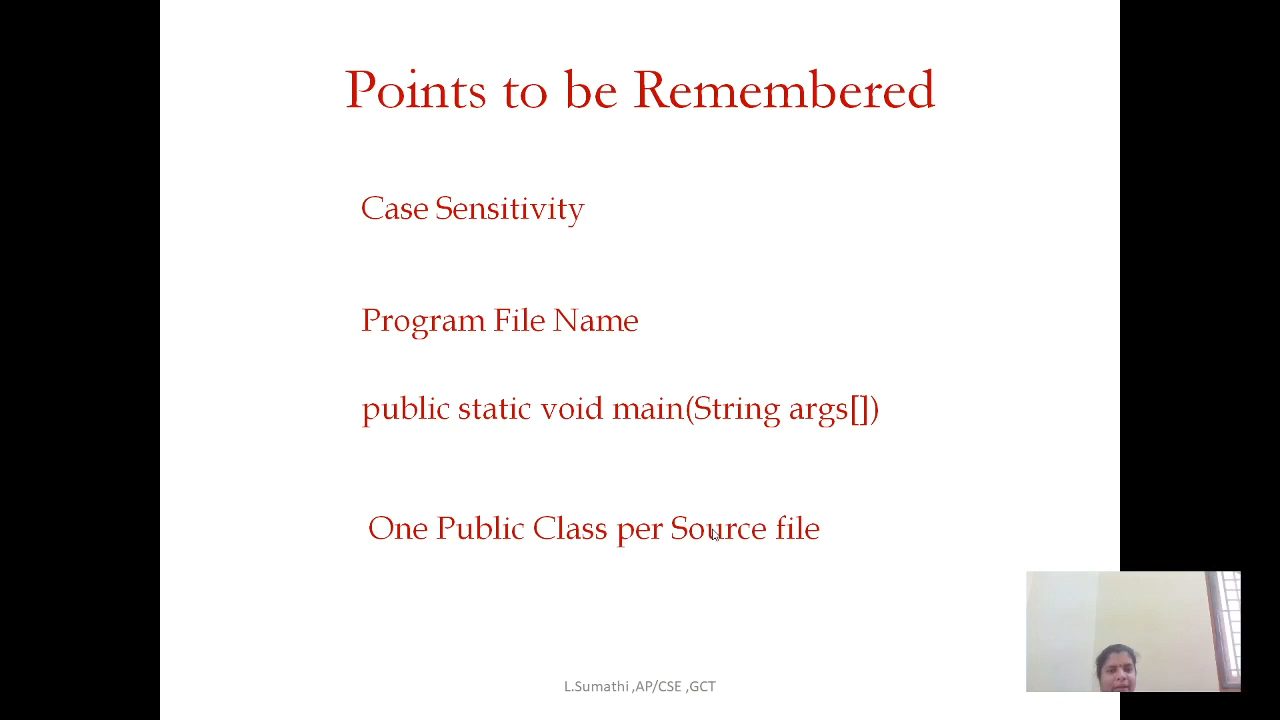 Points to be Remembered
Case Sensitivity
Program File Name
public static void main(String args[])
One Public Class per Source file
L.Sumathi ,AP/CSE ,GCT